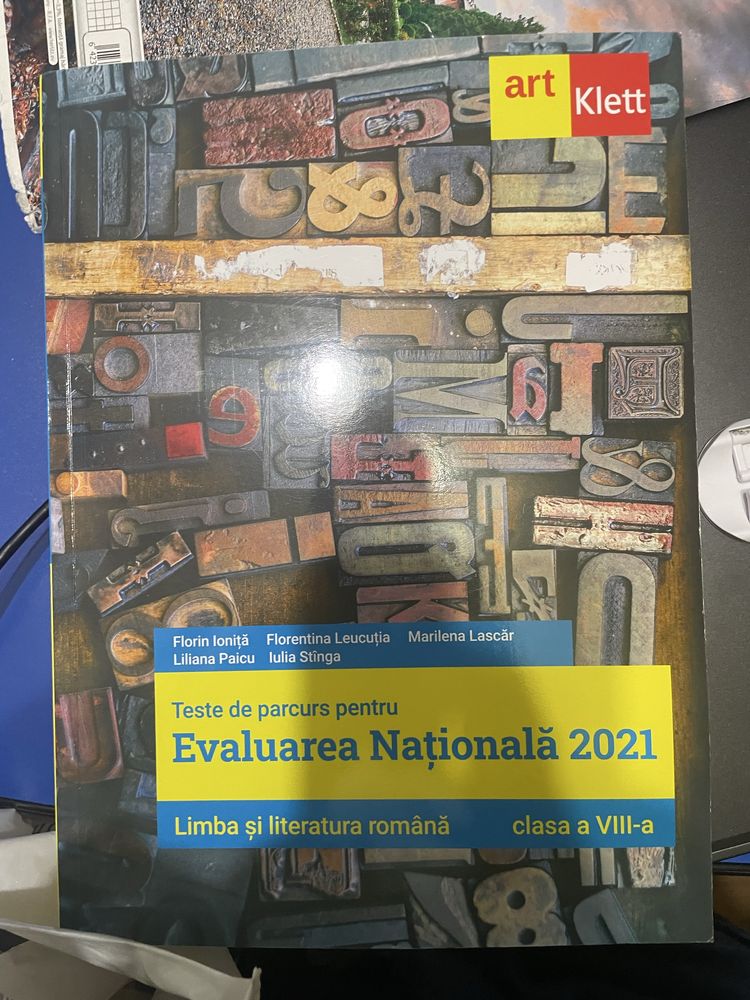 art
Klett
Florin Ioniță Florentina Leucuția Marilena Lascăr
Liliana Paicu Iulia Stînga
Teste de parcurs pentru
Evaluarea Națională 2021
Limba și literatura română clasa a VIII-a